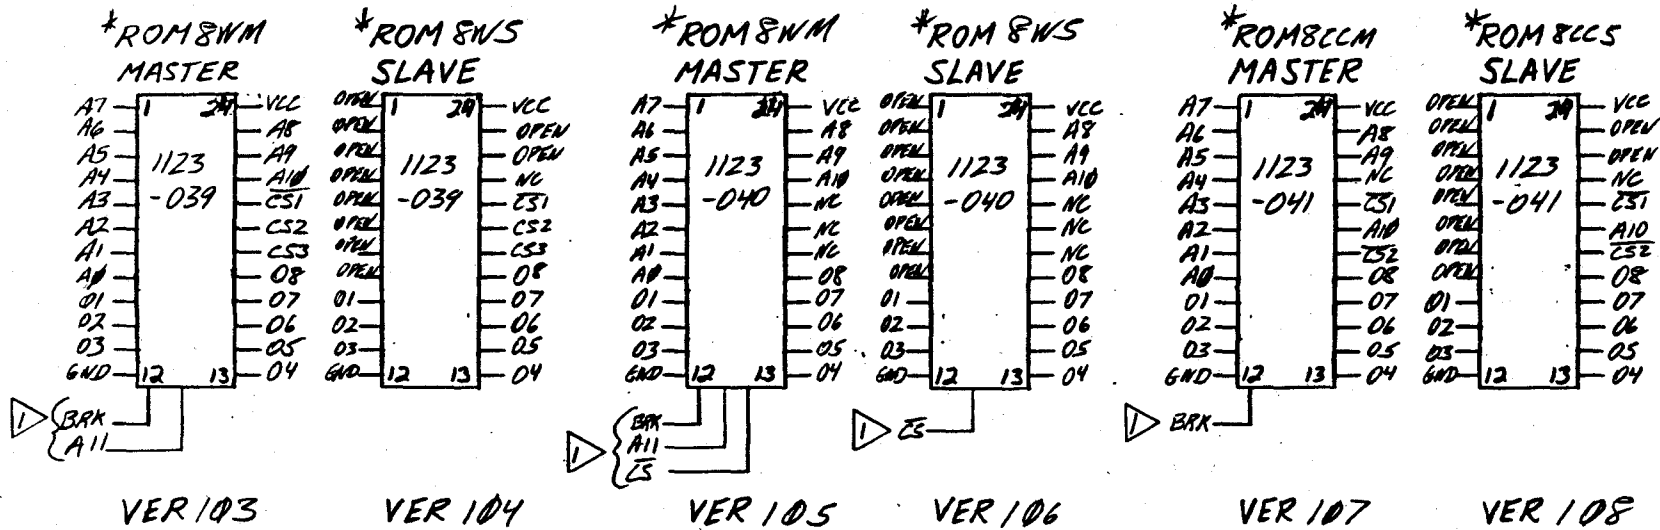 *ROM8WM *ROM8WS *ROM8WM *ROM8WS *ROM8CCM *ROM8CCS
MASTER SLAVE MASTER SLAVE MASTER SLAVE
A7 1 24 VCC OPEN 1 24 VCC A7 1 24 VCC OPEN 1 24 VCC A7 1 24 VCC OPEN 1 24 VCC
A6 A8 OPEN OPEN A6 A8 OPEN A8 A6 A8 OPEN OPEN
A5 A9 OPEN OPEN A5 A9 OPEN A9 A5 A9 OPEN OPEN
1123 1123 1123 1123 1123 1123
A4 A10 OPEN NC A4 A10 OPEN A10 A4 NC OPEN NC
-039 -039 -040 -040 -041 -041
A3 C̅S̅1̅ OPEN C̅S̅1̅ A3 NC OPEN NC A3 C̅S̅1̅ OPEN C̅S̅1̅
A2 CS2 OPEN CS2 A2 NC OPEN NC A2 A10 OPEN A10
A1 CS3 OPEN CS3 A1 NC OPEN NC A1 C̅S̅2̅ OPEN C̅S̅2̅
A0 O8 OPEN O8 A0 O8 OPEN O8 A0 O8 OPEN O8
O1 O7 O1 O7 O1 O7 O1 O7 O1 O7 O1 O7
O2 O6 O2 O6 O2 O6 O2 O6 O2 O6 O2 O6
O3 O5 O3 O5 O3 O5 O3 O5 O3 O5 O3 O5
GND 12 13 O4 GND 12 13 O4 GND 12 13 O4 GND 12 13 O4 GND 12 13 O4 GND 12 13 O4
1 BRK
A11
1 BRK
A11
C̅S̅
1 C̅S̅
1 BRK
VER 103 VER 104 VER 105 VER 106 VER 107 VER 108